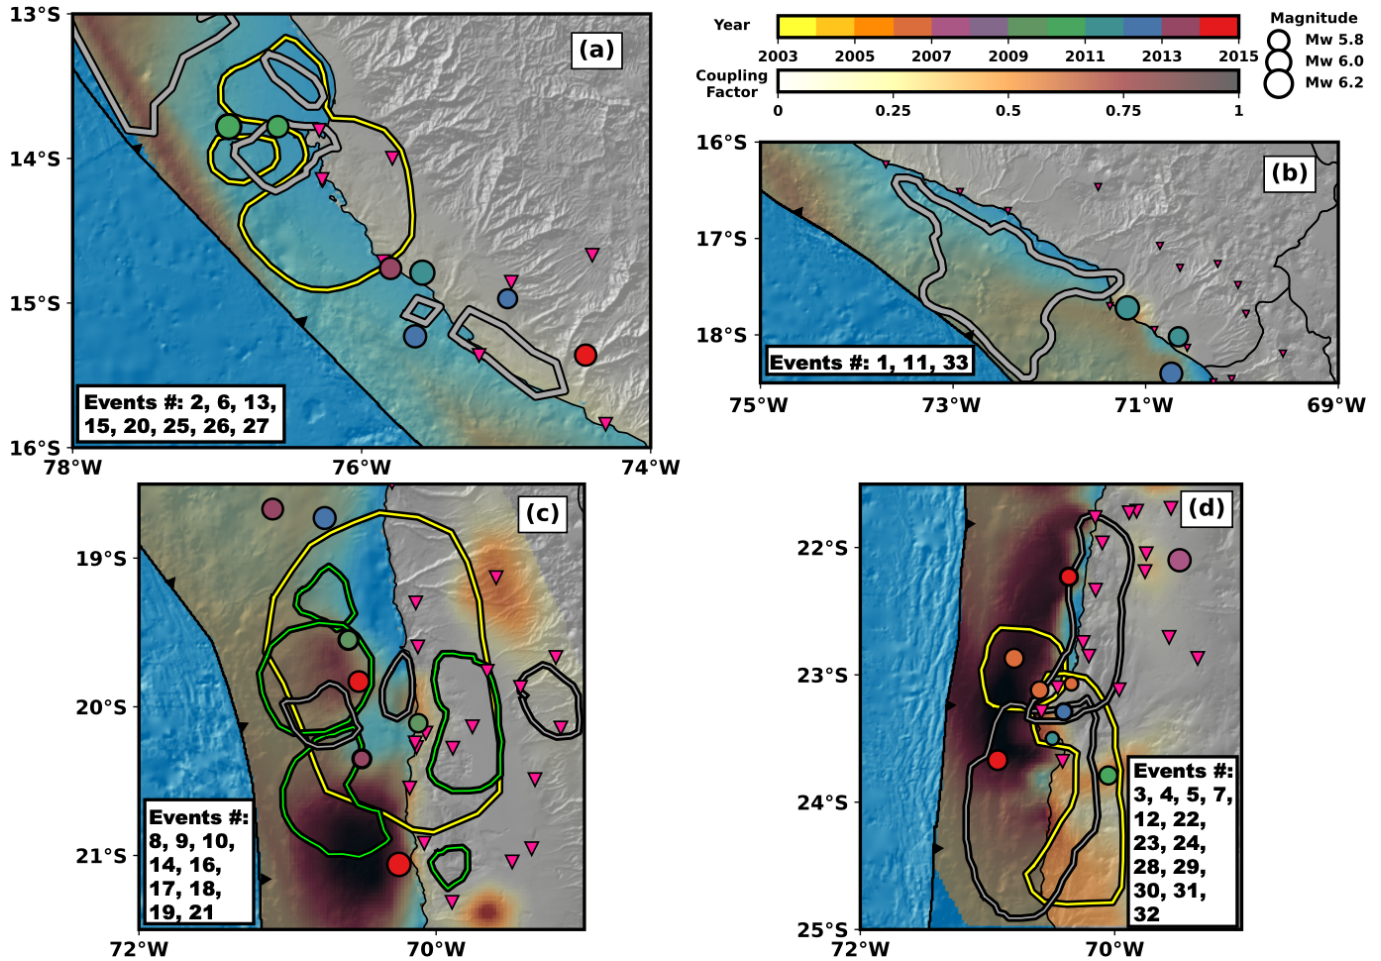 13°S
14°S
15°S
16°S
78°W
76°W
74°W
(a)
Events #: 2, 6, 13,
15, 20, 25, 26, 27
Year
2003
2005
2007
2009
2011
2013
2015
Coupling
Factor
0
0.25
0.5
0.75
1
Magnitude
Mw 5.8
Mw 6.0
Mw 6.2
16°S
17°S
18°S
75°W
73°W
71°W
69°W
(b)
Events #: 1, 11, 33
19°S
20°S
21°S
72°W
70°W
(c)
Events #:
8, 9, 10,
14, 16,
17, 18,
19, 21
22°S
23°S
24°S
25°S
72°W
70°W
(d)
Events #:
3, 4, 5, 7,
12, 22,
23, 24,
28, 29,
30, 31,
32